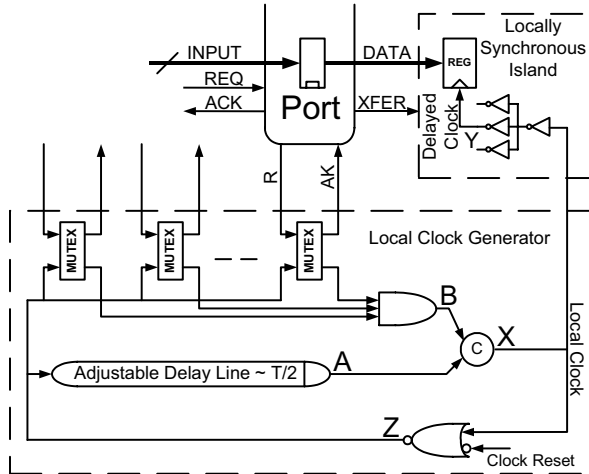 INPUT
DATA
REG
Locally
Synchronous
Island
REQ
ACK
Port
XFER
Delayed
Clock
Y
R
AK
MUTEX
MUTEX
MUTEX
Local Clock Generator
B
C
X
A
Adjustable Delay Line ~ T/2
Local Clock
Z
Clock Reset